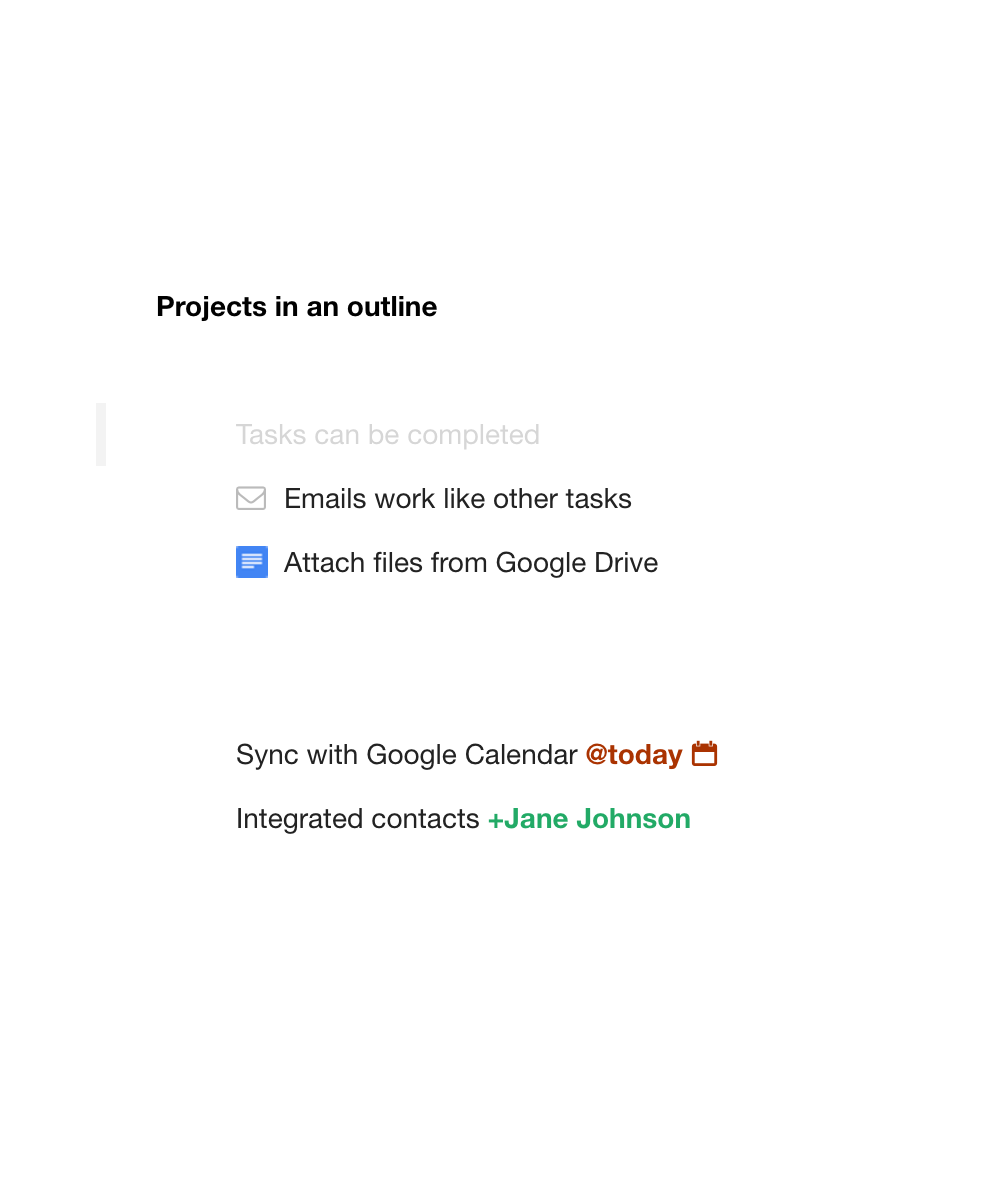 Projects in an outline
Tasks can be completed
Emails work like other tasks
Attach files from Google Drive
Sync with Google Calendar @today
Integrated contacts +Jane Johnson